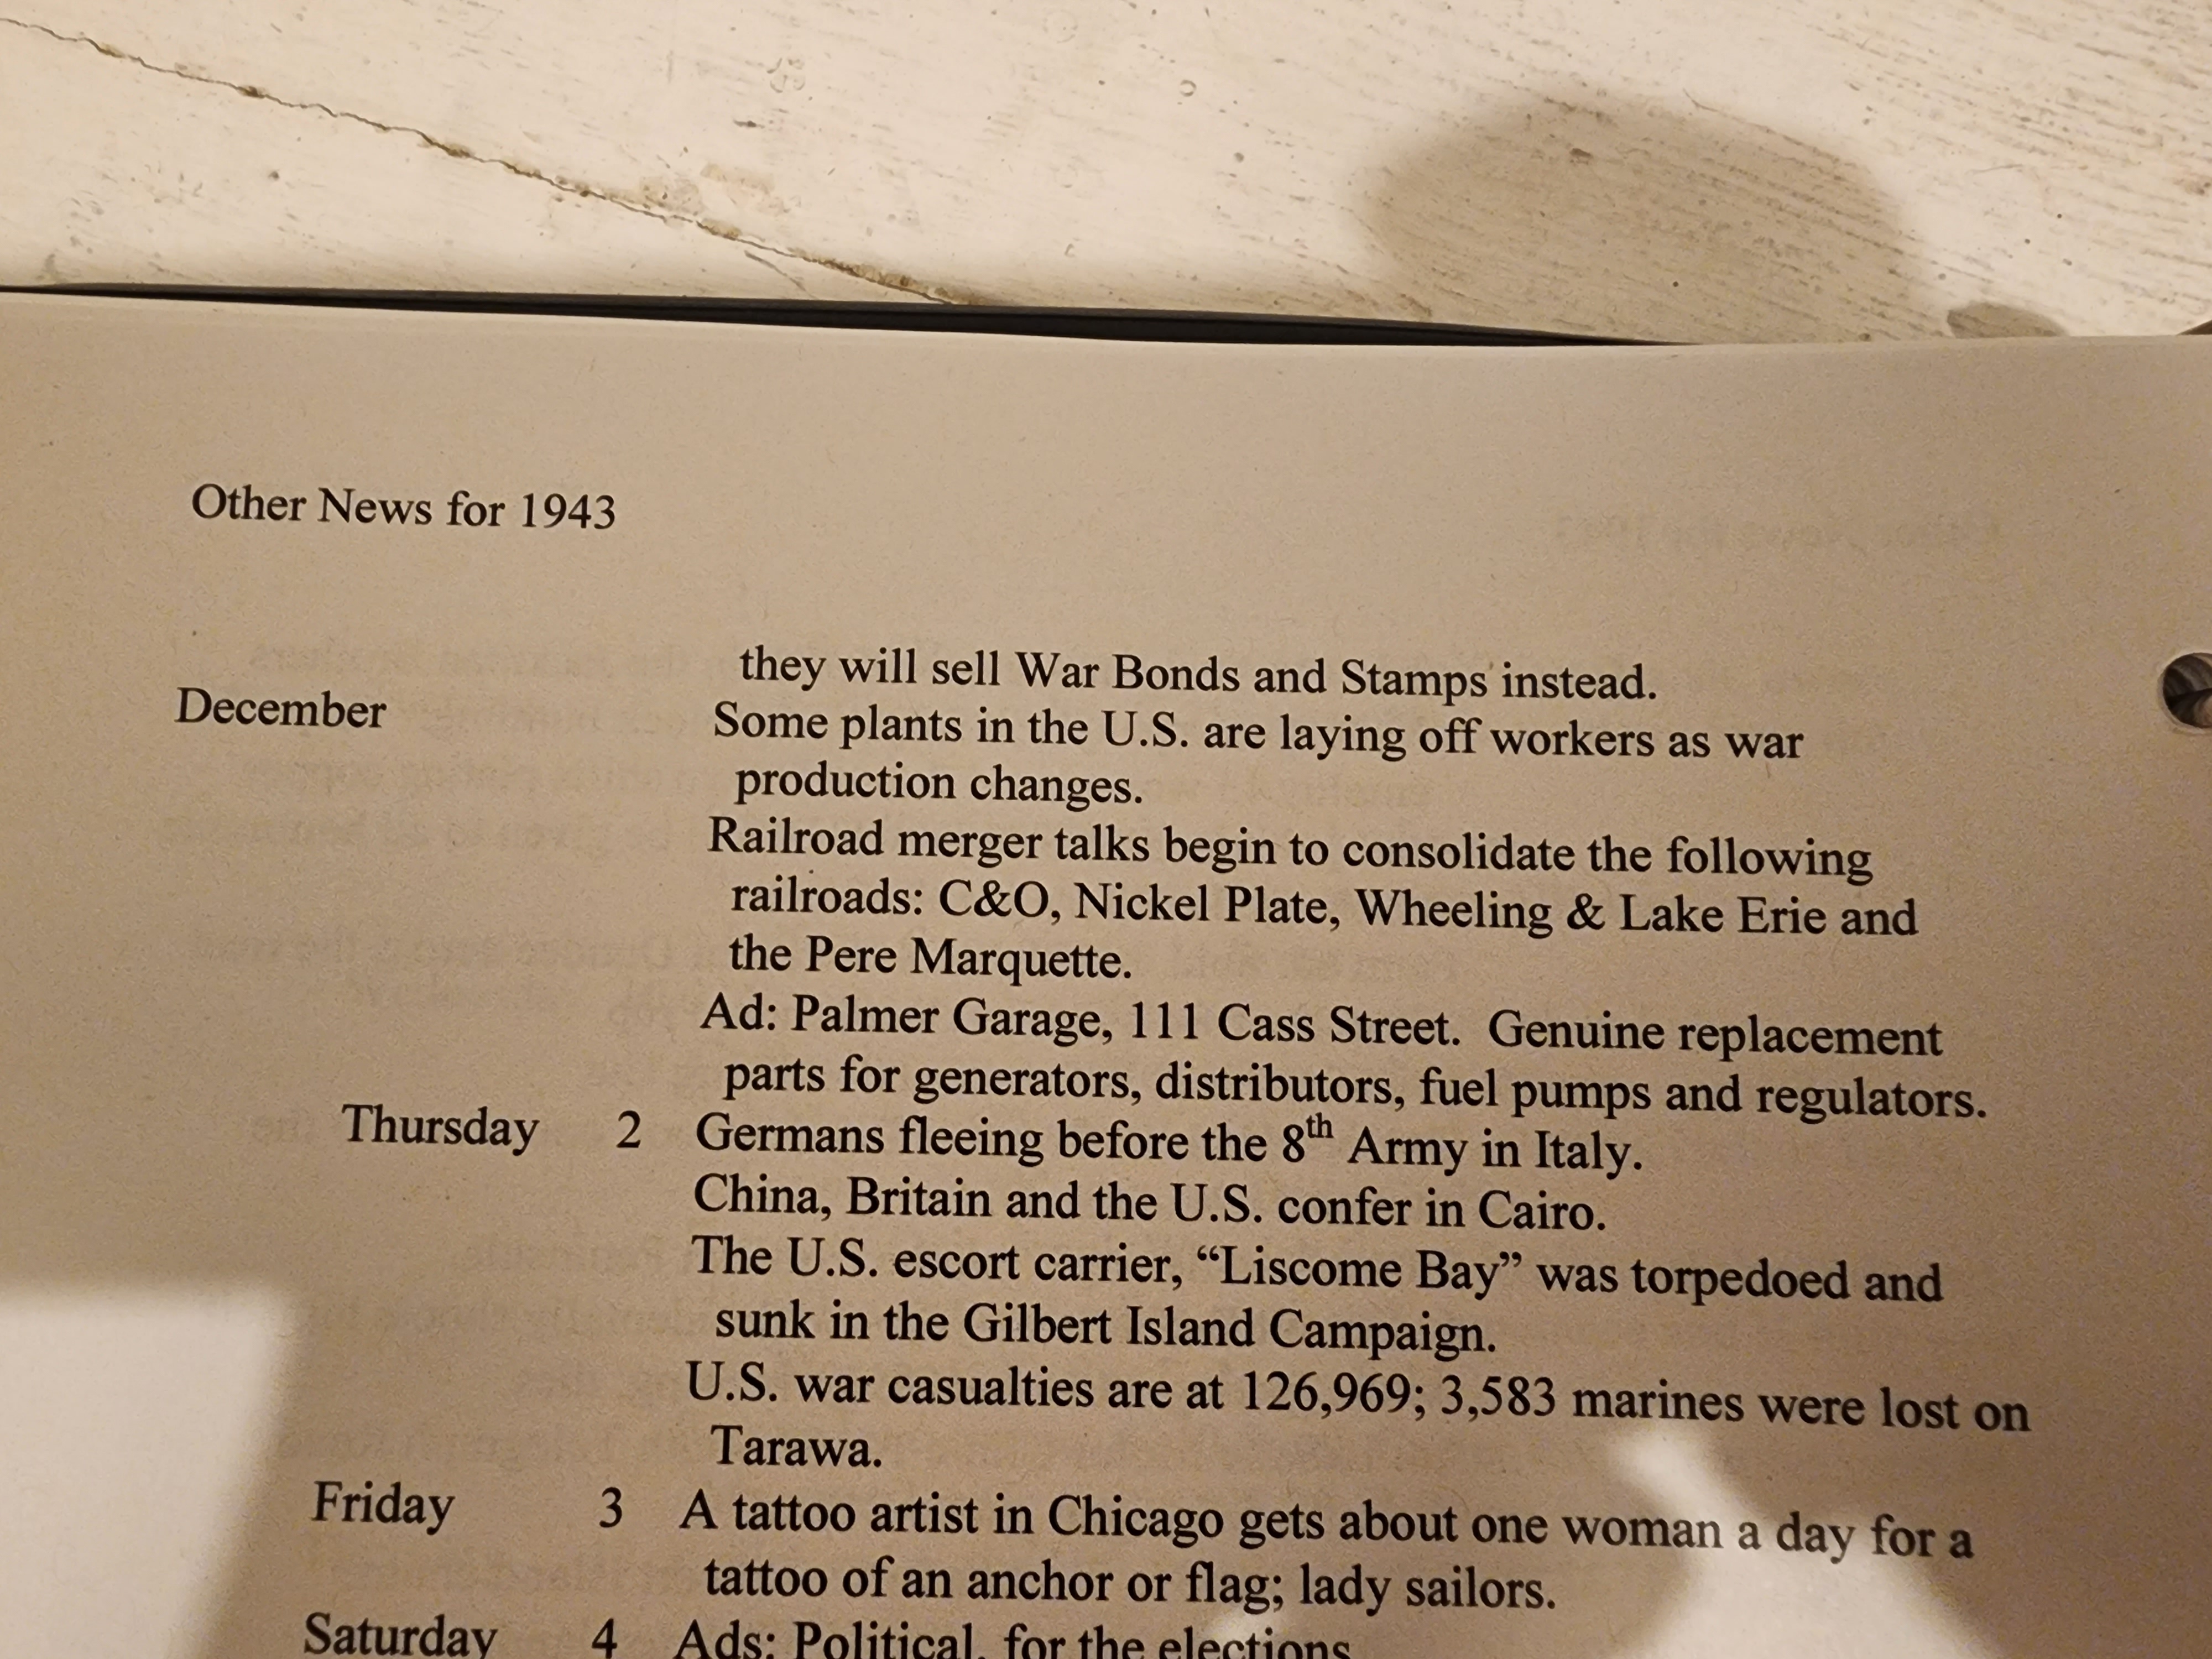 Other News for 1943
they will sell War Bonds and Stamps instead.
December Some plants in the U.S. are laying off workers as war
production changes.
Railroad merger talks begin to consolidate the following
railroads: C&O, Nickel Plate, Wheeling & Lake Erie and
the Pere Marquette.
Ad: Palmer Garage, 111 Cass Street. Genuine replacement
parts for generators, distributors, fuel pumps and regulators.
Thursday 2 Germans fleeing before the 8th Army in Italy.
China, Britain and the U.S. confer in Cairo.
The U.S. escort carrier, “Liscome Bay” was torpedoed and
sunk in the Gilbert Island Campaign.
U.S. war casualties are at 126,969; 3,583 marines were lost on
Tarawa.
Friday 3 A tattoo artist in Chicago gets about one woman a day for a
tattoo of an anchor or flag; lady sailors.
Saturday 4 Ads: Political, for the elections